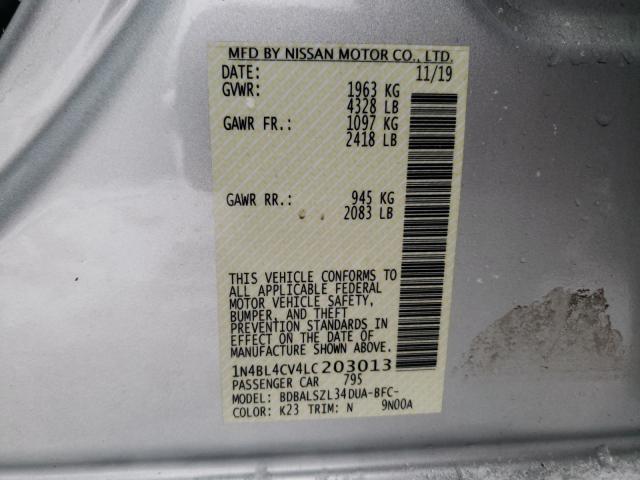 MFD BY NISSAN MOTOR CO., LTD.
DATE: 11/19
GVWR: 1963 KG
4328 LB
GAWR FR.: 1097 KG
2418 LB
GAWR RR.: 945 KG
2083 LB
THIS VEHICLE CONFORMS TO
ALL APPLICABLE FEDERAL
MOTOR VEHICLE SAFETY,
BUMPER, AND THEFT
PREVENTION STANDARDS IN
EFFECT ON THE DATE OF
MANUFACTURE SHOWN ABOVE.
1N4BL4CV4LC203013
PASSENGER CAR 795
MODEL: BDBALSZL34DUA-BFC-
COLOR: K23 TRIM: N 9N00A